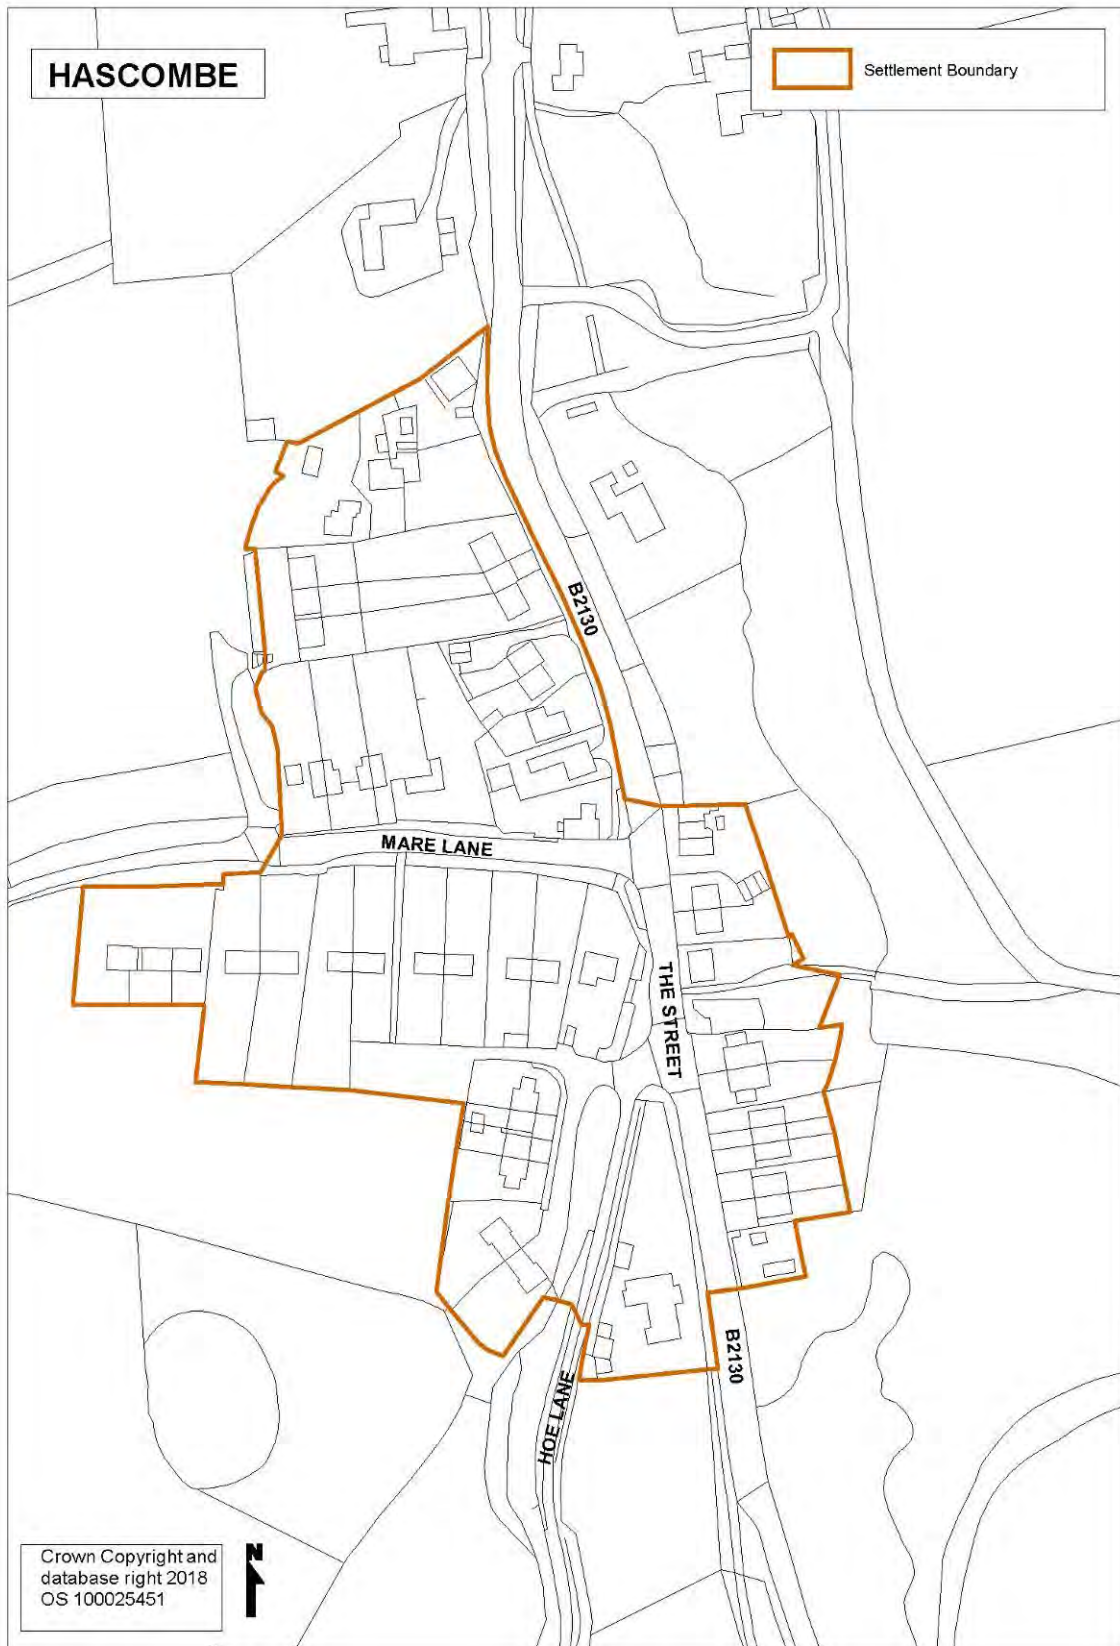 HASCOMBE
Settlement Boundary
B2130
MARE LANE
THE STREET
B2130
HOE LANE
Crown Copyright and
database right 2018
OS 100025451
N